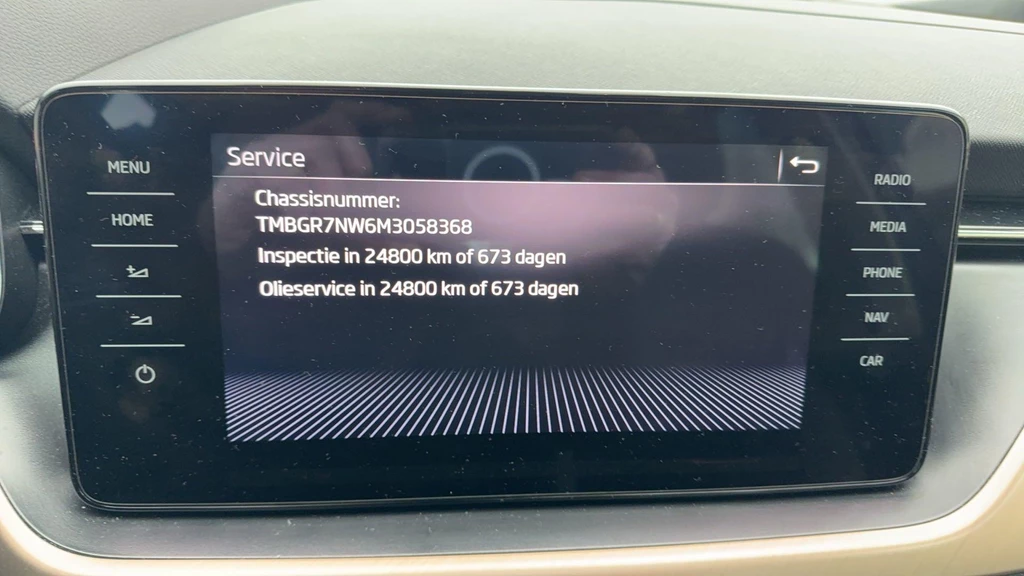 Service
Chassisnummer:
TMBGR7NW6M3058368
Inspectie in 24800 km of 673 dagen
Olieservice in 24800 km of 673 dagen
MENU
HOME
RADIO
MEDIA
PHONE
NAV
CAR